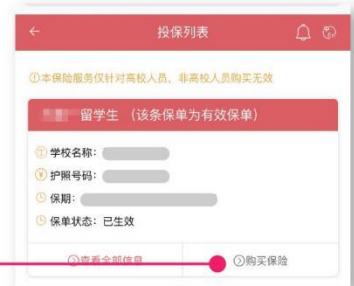 投保列表
①本保险服务仅针对高校人员，非高校人员购买无效
留学生 （该条保单为有效保单）
学校名称：
护照号码：
保期：
保单状态：已生效
查看全部信息
购买保险